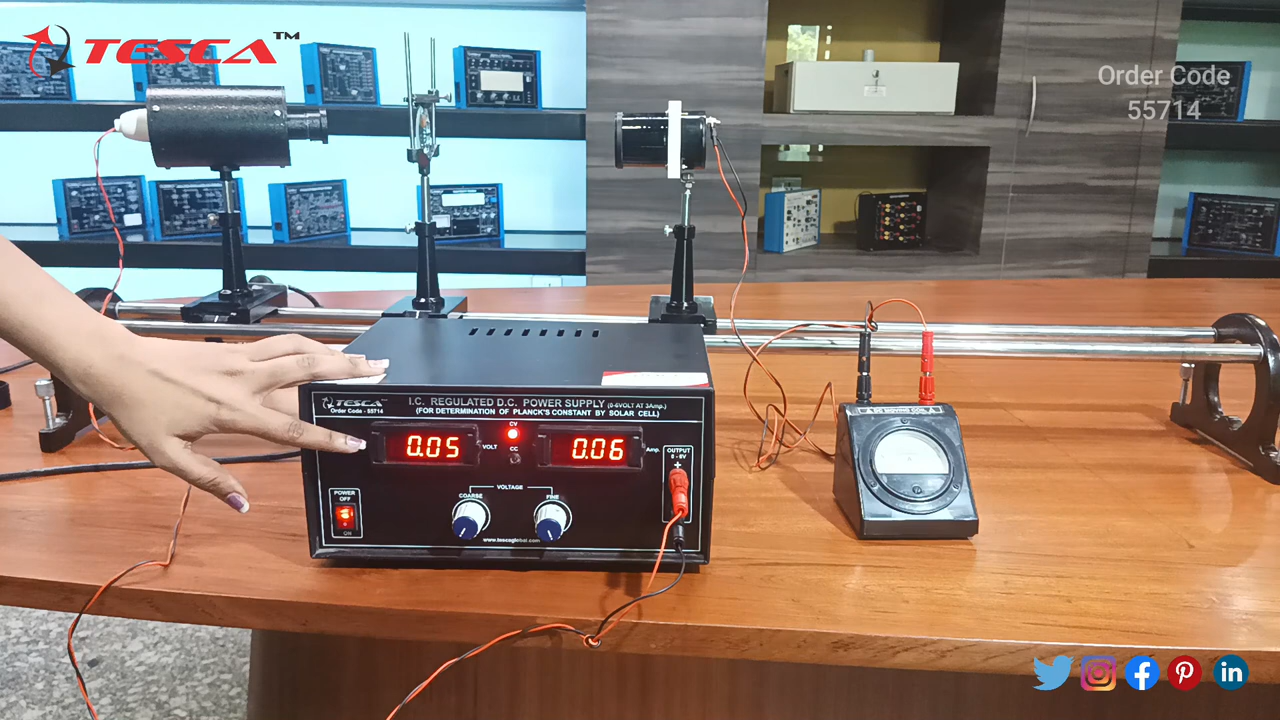 TESCA™
Order Code
55714
TESCA
Order Code - 55714
I.C. REGULATED D.C. POWER SUPPLY (0-6VOLT AT 3Amp.)
(FOR DETERMINATION OF PLANCK'S CONSTANT BY SOLAR CELL)
0.05
VOLT
CV
CC
0.06
Amp.
OUTPUT
0 - 6V
+
POWER
OFF
ON
VOLTAGE
COARSE
FINE
www.tescaglobal.com